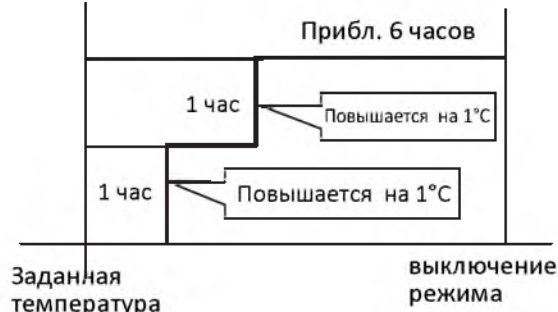 Прибл. 6 часов
1 час
Повышается на 1°C
1 час
Повышается на 1°C
Заданная
температура
выключение
режима